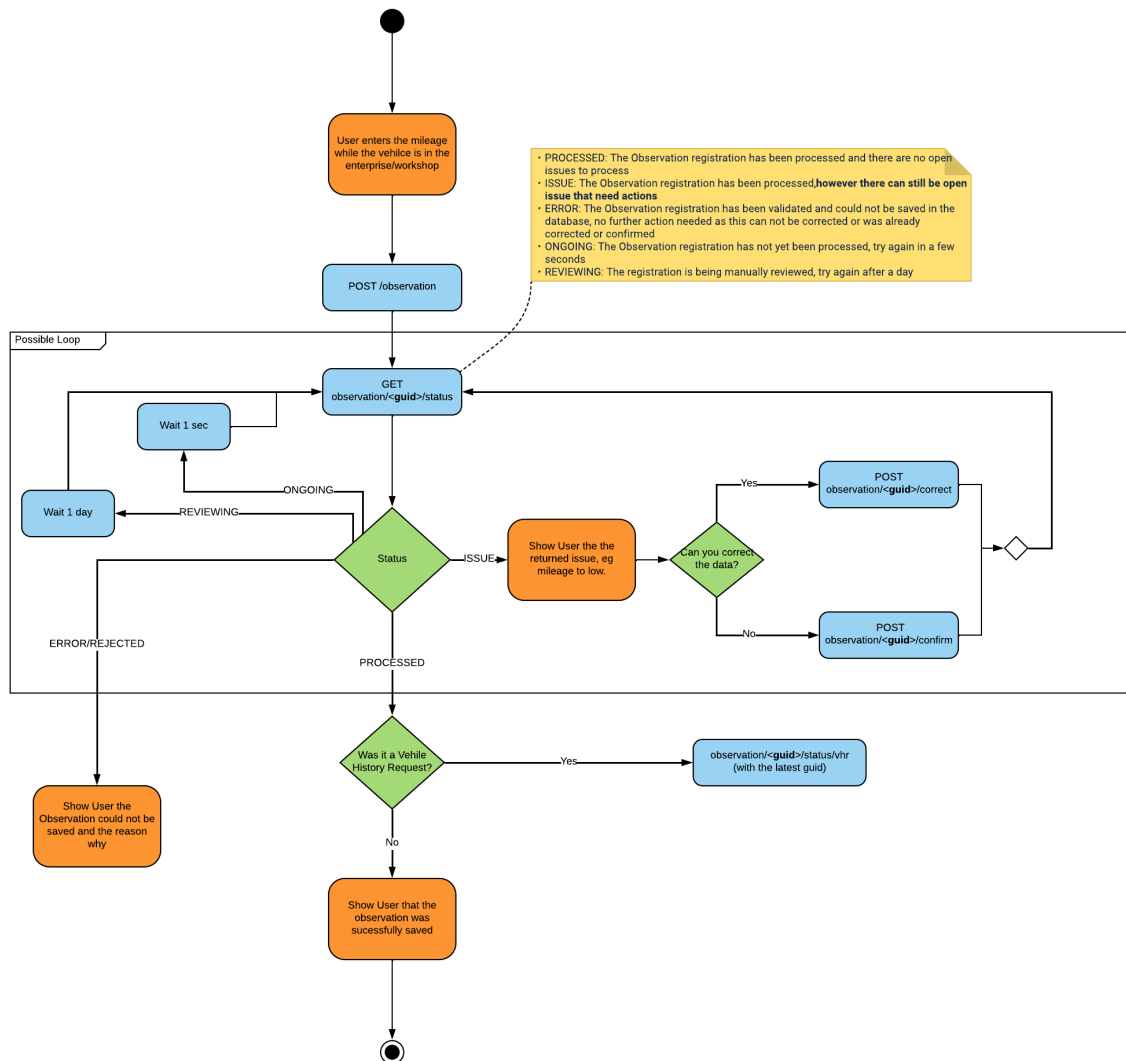 User enters the mileage
while the vehilce is in the
enterprise/workshop
• PROCESSED: The Observation registration has been processed and there are no open
issues to process
• ISSUE: The Observation registration has been processed,however there can still be open
issue that need actions
• ERROR: The Observation registration has been validated and could not be saved in the
database, no further action needed as this can not be corrected or was already
corrected or confirmed
• ONGOING: The Observation registration has not yet been processed, try again in a few
seconds
• REVIEWING: The registration is being manually reviewed, try again after a day
POST /observation
Possible Loop
GET
observation/<guid>/status
Wait 1 sec
Wait 1 day
ONGOING
REVIEWING
Status
ISSUE
Show User the the
returned issue, eg
mileage to low.
Can you correct
the data?
Yes
POST
observation/<guid>/correct
No
POST
observation/<guid>/confirm
ERROR/REJECTED
PROCESSED
Was it a Vehile
History Request?
Yes
observation/<guid>/status/vhr
(with the latest guid)
Show User the
Observation could not be
saved and the reason
why
No
Show User that the
observation was
sucessfully saved